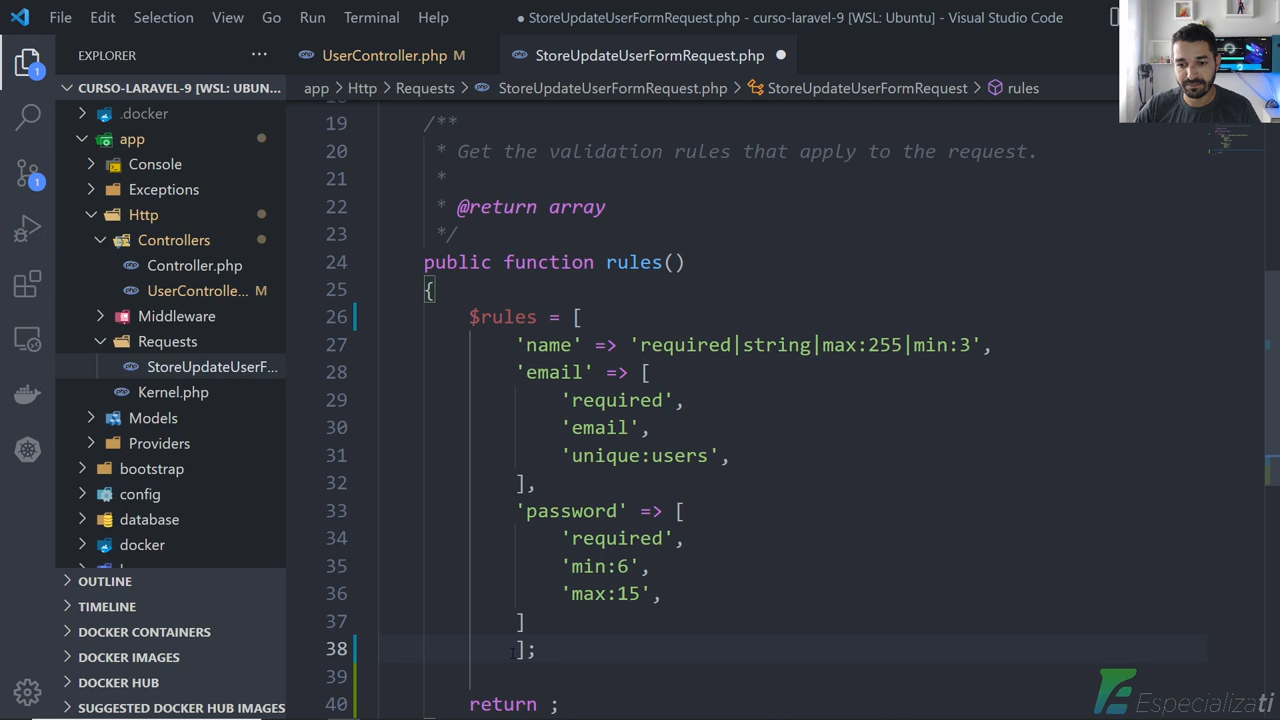 File Edit Selection View Go Run Terminal Help
● StoreUpdateUserFormRequest.php - curso-laravel-9 [WSL: Ubuntu] - Visual Studio Code
EXPLORER
UserController.php M
StoreUpdateUserFormRequest.php
app > Http > Requests > StoreUpdateUserFormRequest.php > StoreUpdateUserFormRequest > rules
1
CURSO-LARAVEL-9 [WSL: UBUN...
.docker
app
Console
Exceptions
Http
1
Controllers
Controller.php
UserControlle... M
Middleware
Requests
StoreUpdateUserF...
Kernel.php
Models
Providers
bootstrap
config
database
docker
OUTLINE
TIMELINE
DOCKER CONTAINERS
DOCKER IMAGES
DOCKER HUB
SUGGESTED DOCKER HUB IMAGES
19 /**
20 * Get the validation rules that apply to the request.
21 *
22 * @return array
23 */
24 public function rules()
25 {
26 $rules = [
27 'name' => 'required|string|max:255|min:3',
28 'email' => [
29 'required',
30 'email',
31 'unique:users',
32 ],
33 'password' => [
34 'required',
35 'min:6',
36 'max:15',
37 ]
38 ];
39
40 return ;
Especializati